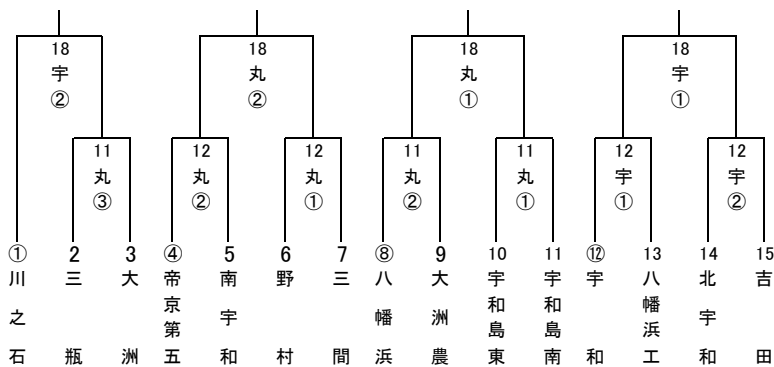 18 18 18 18
宇 丸 丸 宇
② ② ① ①
11 12 12 11 11 12 12
丸 丸 丸 丸 丸 宇 宇
③ ② ① ② ① ① ②
① 2 3 ④ 5 6 7 ⑧ 9 10 11 ⑫ 13 14 15
川之石
三瓶
大洲
帝京第五
南宇和
野村
三間
八幡浜
大洲農
宇和島東
宇和島南
宇和
八幡浜工
北宇和
吉田